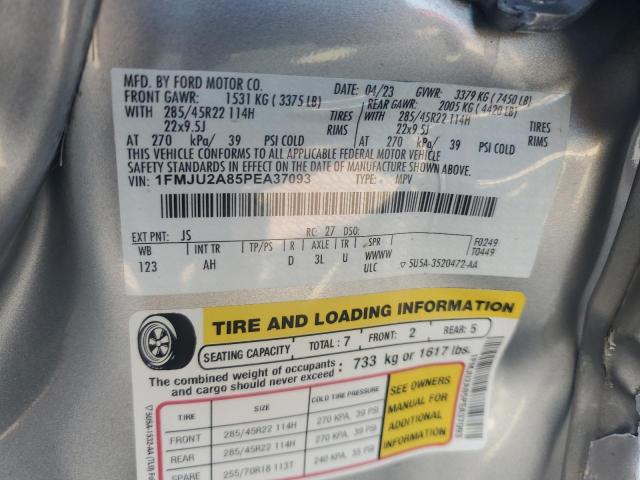 MFD. BY FORD MOTOR CO.
DATE: 04/23 GVWR: 3379 KG (7450 LB)
FRONT GAWR: 1531 KG (3375 LB) REAR GAWR: 2005 KG (4420 LB)
WITH 285/45R22 114H TIRES WITH 285/45R22 114H TIRES
22x9.5J RIMS 22x9.5J RIMS
AT 270 kPa/ 39 PSI COLD AT 270 kPa/ 39 PSI COLD
THIS VEHICLE CONFORMS TO ALL APPLICABLE FEDERAL MOTOR VEHICLE
SAFETY STANDARDS IN EFFECT ON THE DATE OF MANUFACTURE SHOWN ABOVE.
VIN: 1FMJU2A85PEA37093 TYPE: MPV
EXT PNT: JS RC: 27 DSO: F0249
WB INT TR TP/PS R AXLE TR SPR T0449
123 AH D 3L U WWWW
ULC ▽ SU5A-3520472-AA
TIRE AND LOADING INFORMATION
SEATING CAPACITY TOTAL : 7 FRONT: 2 REAR: 5
The combined weight of occupants and cargo should never exceed : 733 kg or 1617 lbs.
TIRE SIZE COLD TIRE PRESSURE
FRONT 285/45R22 114H 270 KPA, 39 PSI
REAR 285/45R22 114H 270 KPA, 39 PSI
SPARE 255/70R18 113T 240 KPA, 35 PSI
SEE OWNERS
MANUAL FOR
ADDITIONAL
INFORMATION